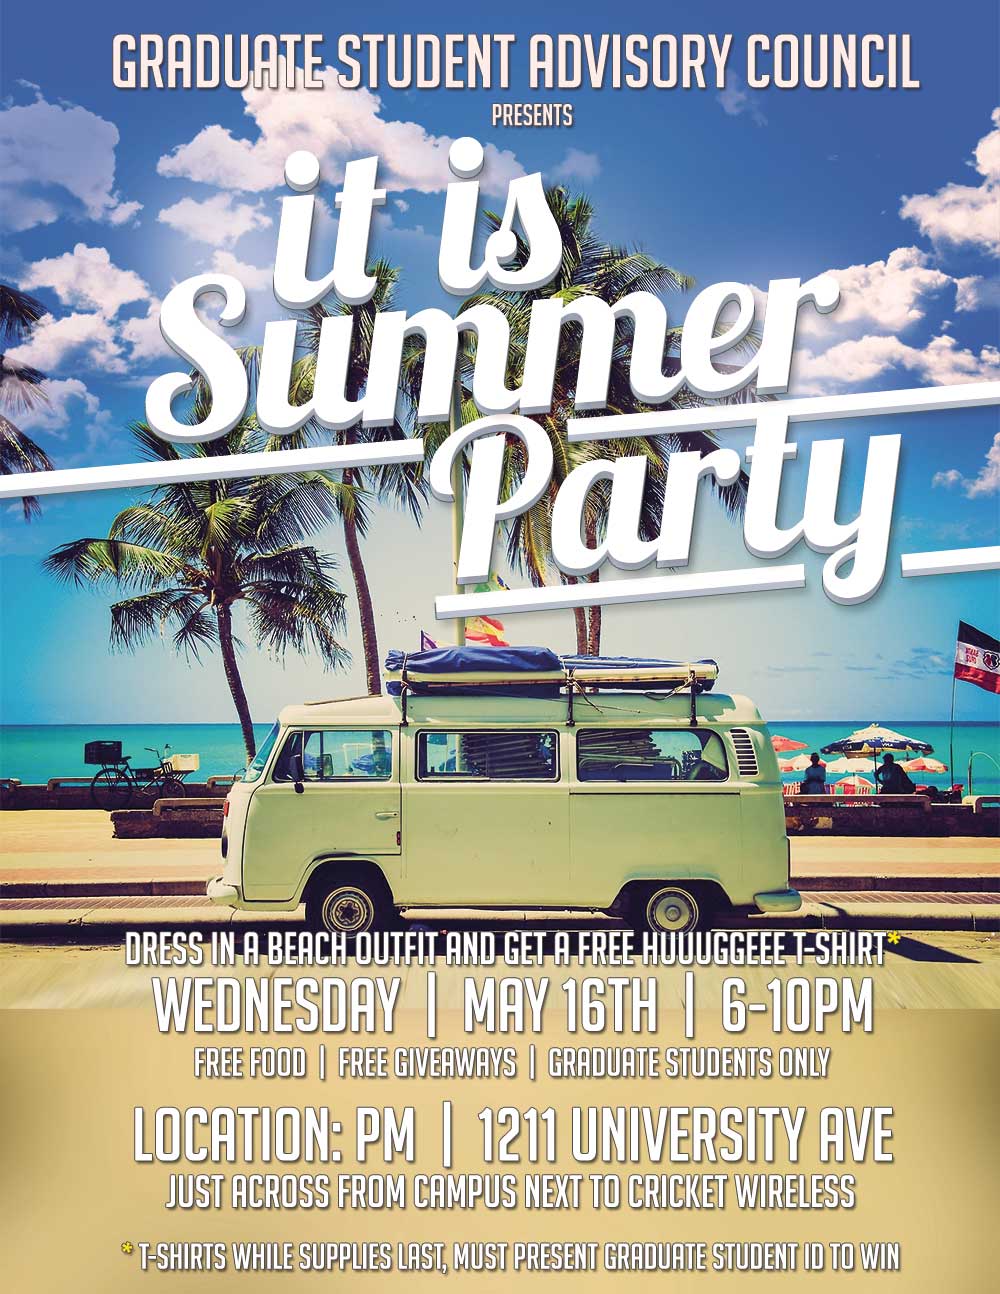 GRADUATE STUDENT ADVISORY COUNCIL
PRESENTS
it is
Summer
Party
DRESS IN A BEACH OUTFIT AND GET A FREE HUUUGGEEE T-SHIRT*
WEDNESDAY | MAY 16TH | 6-10PM
FREE FOOD | FREE GIVEAWAYS | GRADUATE STUDENTS ONLY
LOCATION: PM | 1211 UNIVERSITY AVE
JUST ACROSS FROM CAMPUS NEXT TO CRICKET WIRELESS
* T-SHIRTS WHILE SUPPLIES LAST, MUST PRESENT GRADUATE STUDENT ID TO WIN